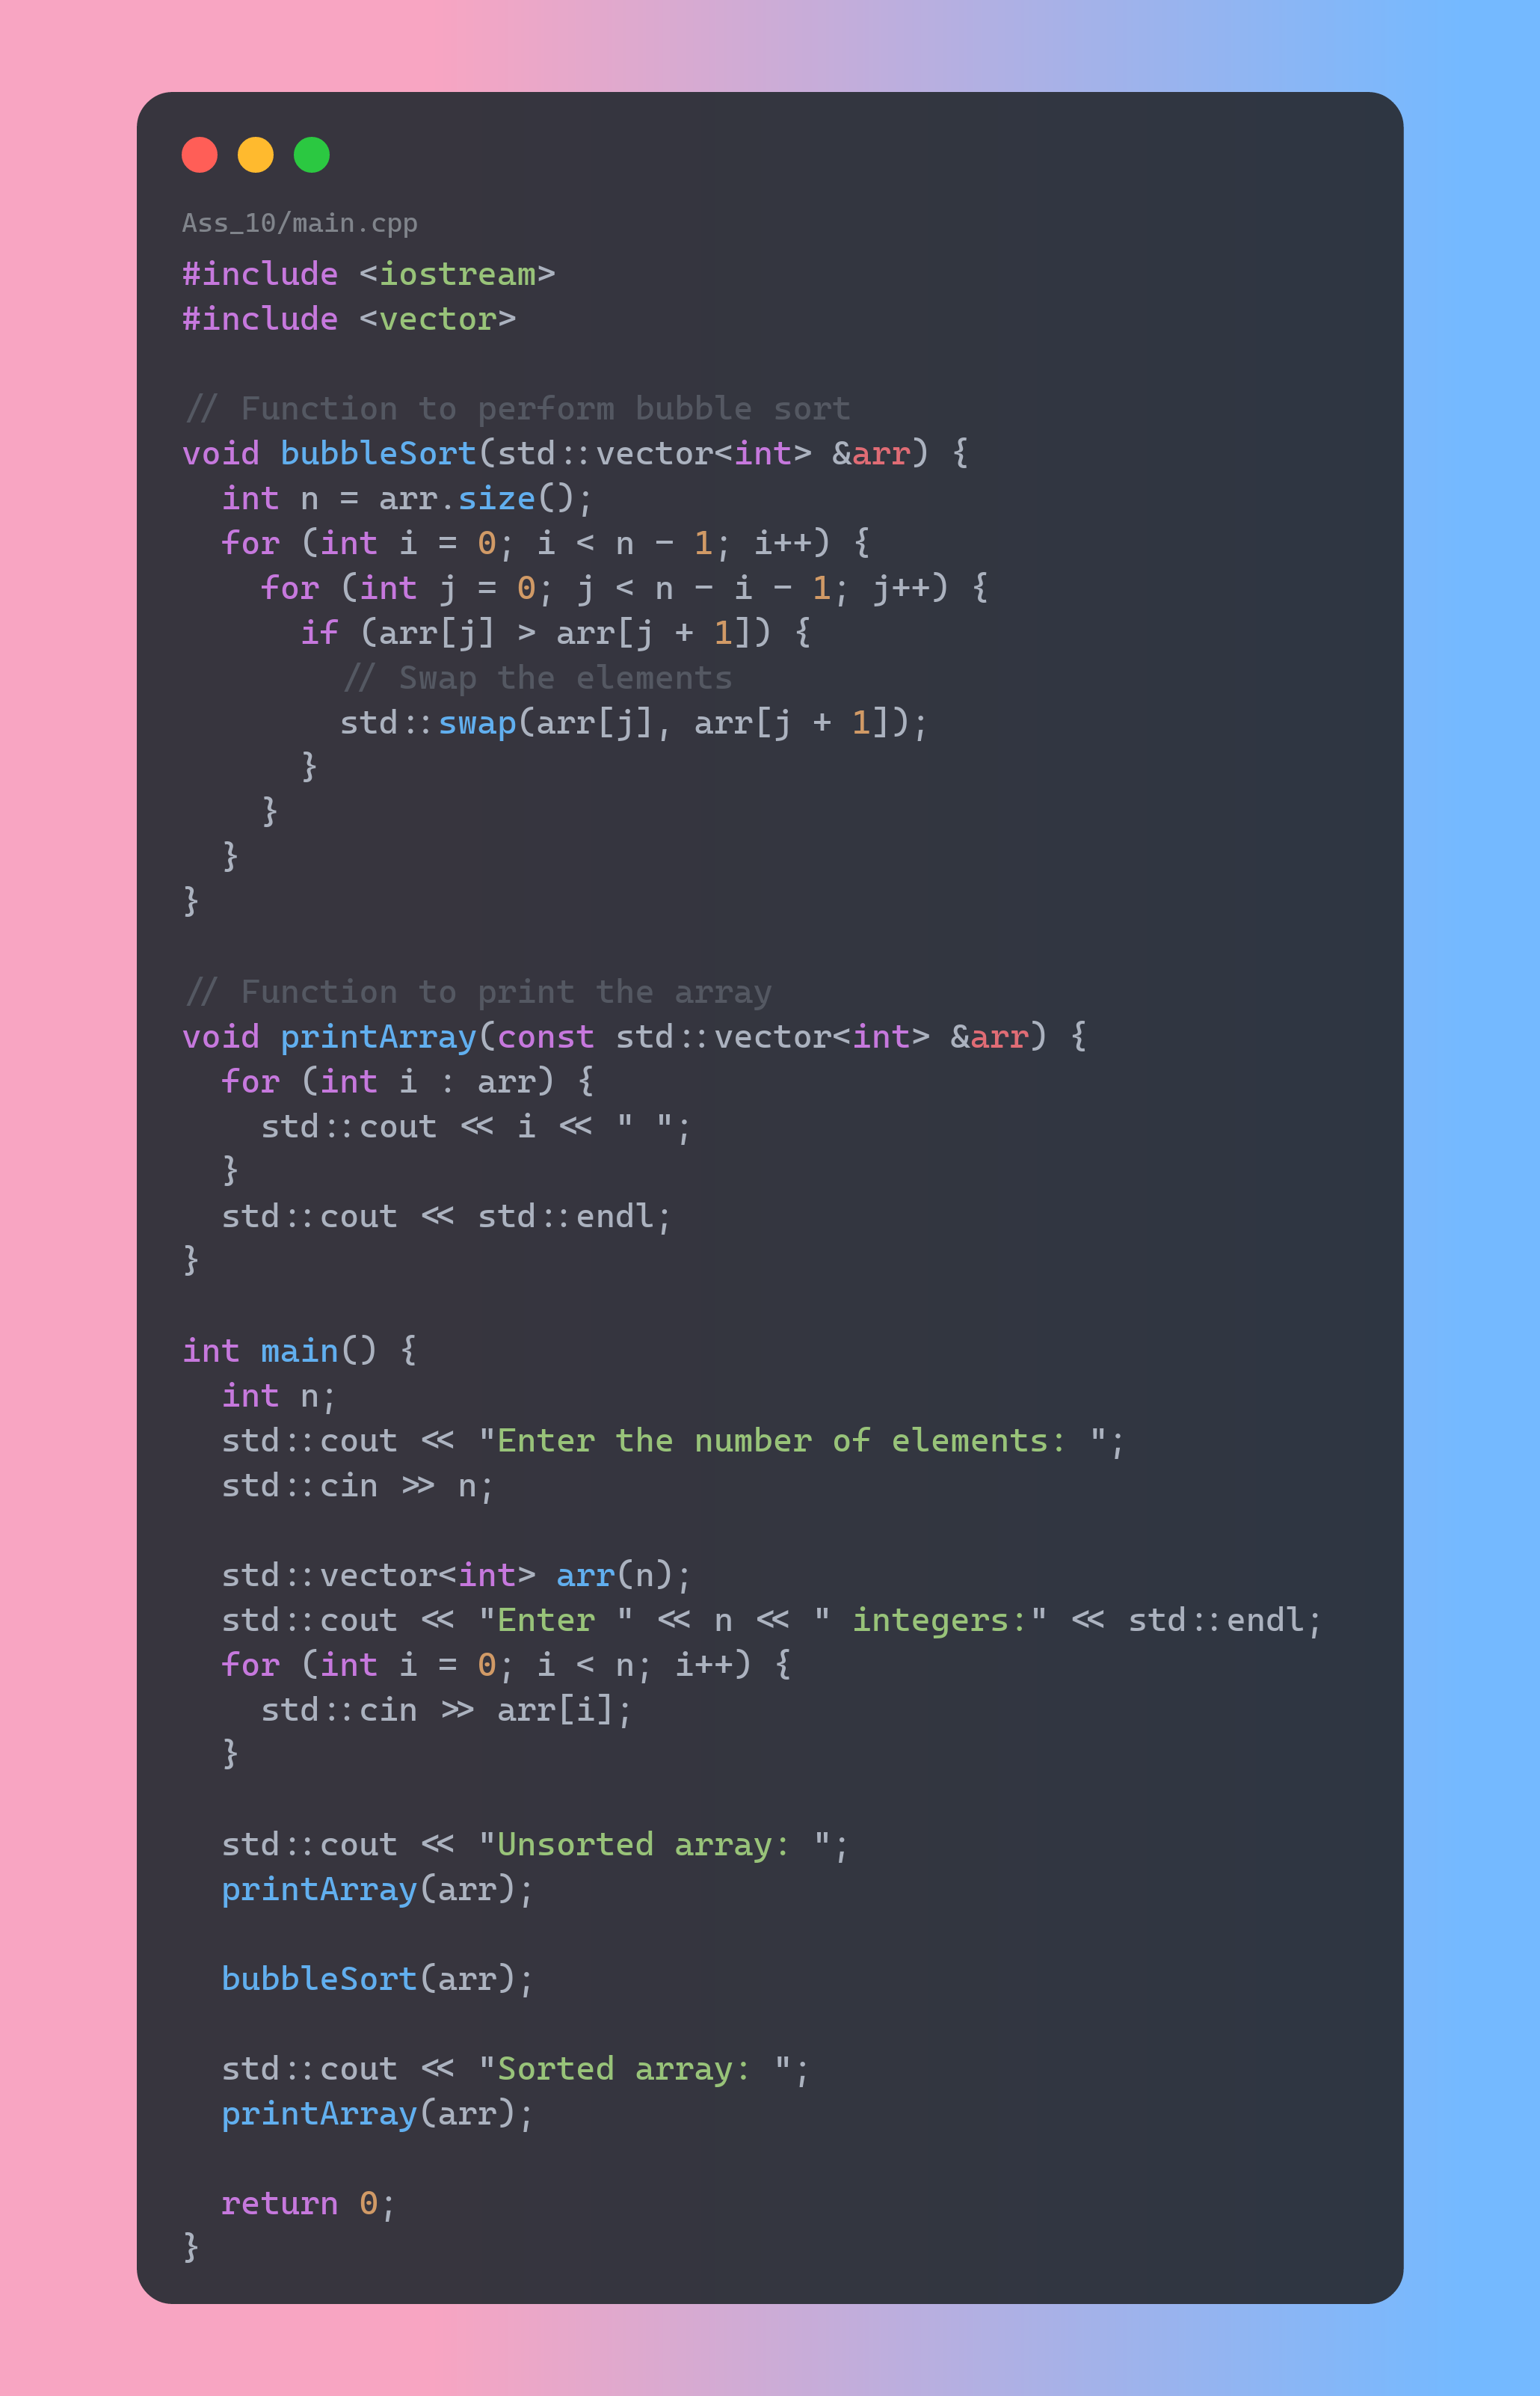 Ass_10/main.cpp
#include <iostream>
#include <vector>

// Function to perform bubble sort
void bubbleSort(std::vector<int> &arr) {
  int n = arr.size();
  for (int i = 0; i < n - 1; i++) {
    for (int j = 0; j < n - i - 1; j++) {
      if (arr[j] > arr[j + 1]) {
        // Swap the elements
        std::swap(arr[j], arr[j + 1]);
      }
    }
  }
}

// Function to print the array
void printArray(const std::vector<int> &arr) {
  for (int i : arr) {
    std::cout << i << " ";
  }
  std::cout << std::endl;
}

int main() {
  int n;
  std::cout << "Enter the number of elements: ";
  std::cin >> n;

  std::vector<int> arr(n);
  std::cout << "Enter " << n << " integers:" << std::endl;
  for (int i = 0; i < n; i++) {
    std::cin >> arr[i];
  }

  std::cout << "Unsorted array: ";
  printArray(arr);

  bubbleSort(arr);

  std::cout << "Sorted array: ";
  printArray(arr);

  return 0;
}